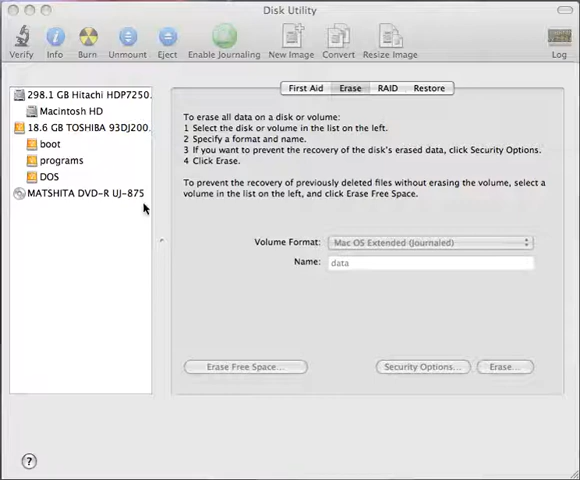 Disk Utility
Verify Info Burn Unmount Eject Enable Journaling New Image Convert Resize Image Log
First Aid Erase RAID Restore
298.1 GB Hitachi HDP7250.
Macintosh HD
18.6 GB TOSHIBA 93DJ200.
boot
programs
DOS
MATSHITA DVD-R UJ-875
To erase all data on a disk or volume:
1 Select the disk or volume in the list on the left.
2 Specify a format and name.
3 If you want to prevent the recovery of the disk's erased data, click Security Options.
4 Click Erase.
To prevent the recovery of previously deleted files without erasing the volume, select a
volume in the list on the left, and click Erase Free Space.
Volume Format: Mac OS Extended (Journaled)
Name: data
Erase Free Space... Security Options... Erase...
?